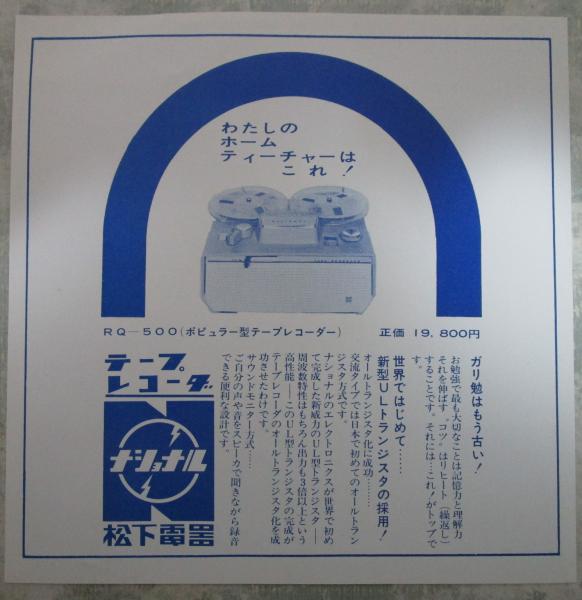 わたしの
ホーム
ティーチャーは
これ!
RQ—500(ポピュラー型テープレコーダー) 正価 19,800円
ガリ勉はもう古い!
お勉強で最も大切なことは記憶力と理解力
それを伸ばす〝コツ〟はリピート(繰返し)
することです。それには…これ!がトップで
す。
世界ではじめて……
新型ULトランジスタの採用!
オールトランジスタ化に成功………
交流タイプでは日本で初めてのオールトラン
ジスタ方式です。
ナショナルのエレクトロニクスが世界で初め
て完成した新威力のUL型トランジスタ——
周波数特性はもちろん出力も3倍以上という
高性能——このUL型トランジスタの完成が
テープレコーダのオールトランジスタ化を成
功させたわけです。
サウンドモニター方式……
ご自分の声や音をスピーカで聞きながら録音
できる便利な設計です。
テープ
レコーダ
ナショナル
松下電器